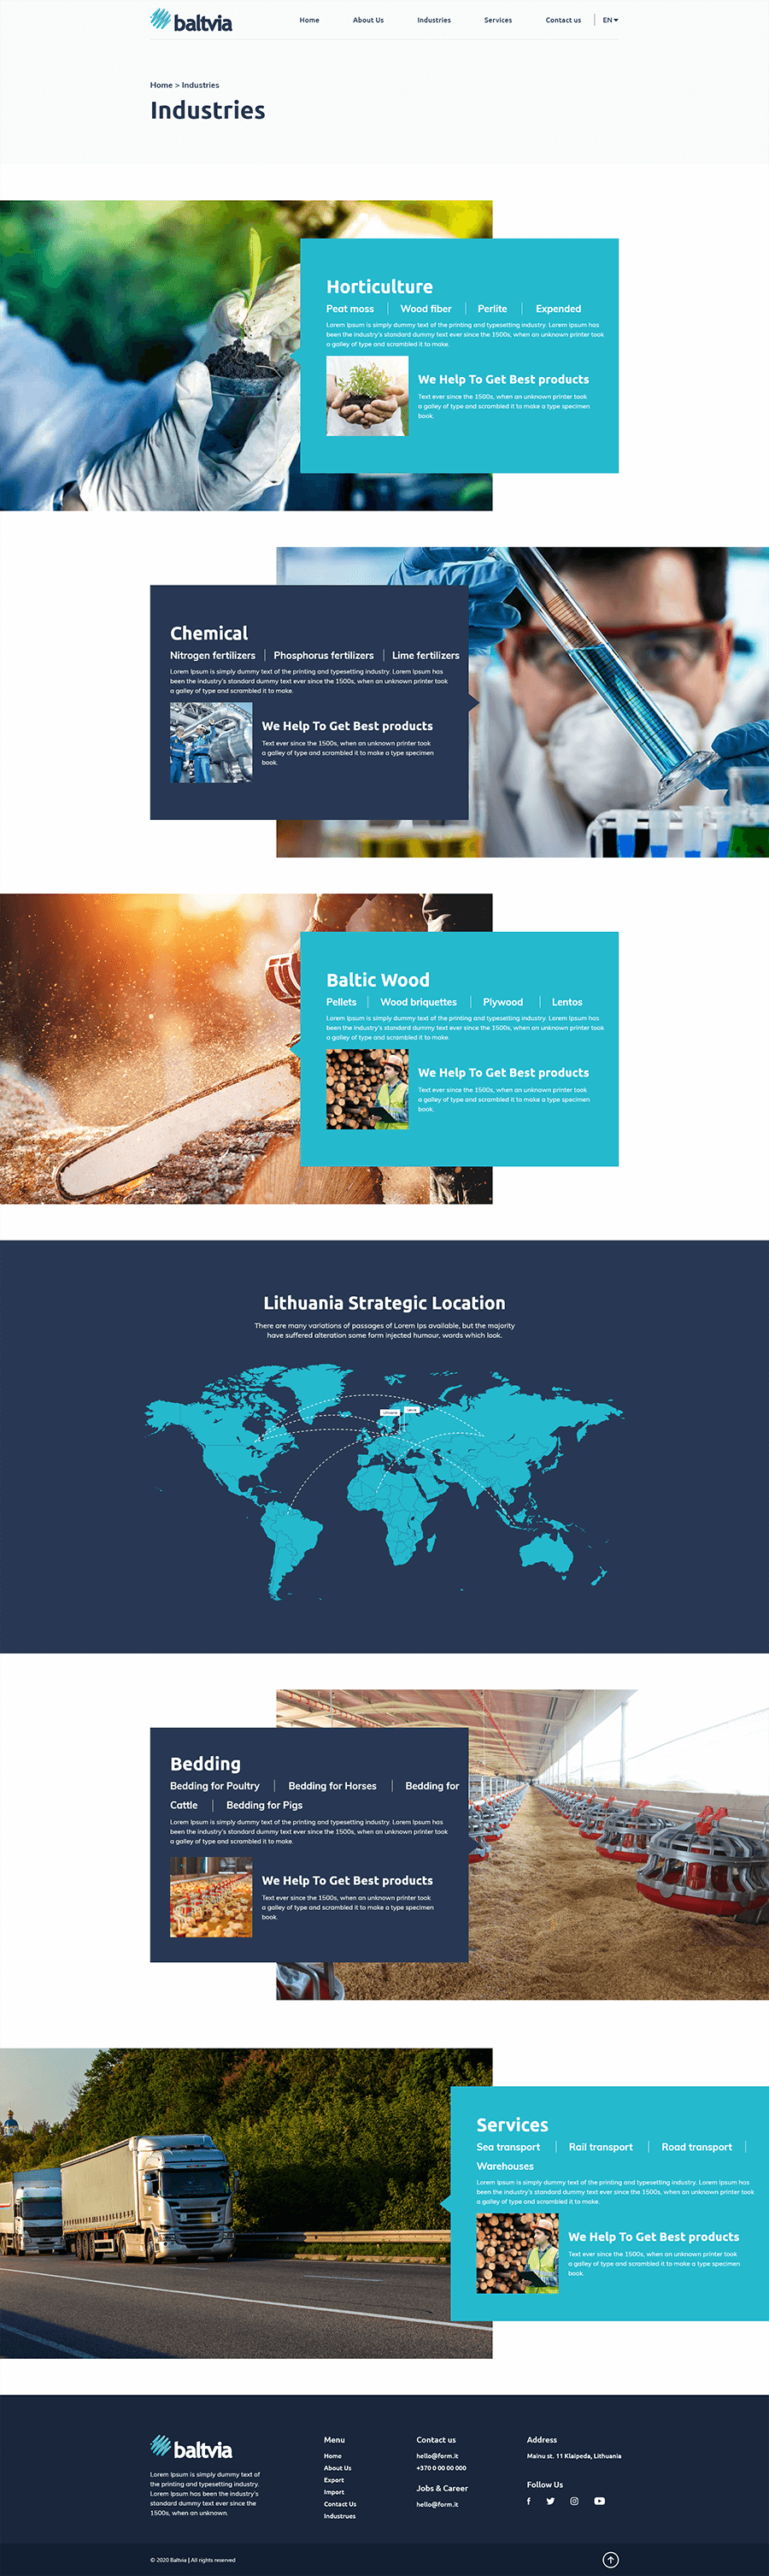 baltvia
Home About Us Industries Services Contact us EN
Home > Industries
Industries
Horticulture
Peat moss | Wood fiber | Perlite | Expended
Lorem Ipsum is simply dummy text of the printing and typesetting industry. Lorem Ipsum has
been the industry's standard dummy text ever since the 1500s, when an unknown printer took
a galley of type and scrambled it to make.
We Help To Get Best products
Text ever since the 1500s, when an unknown printer took
a galley of type and scrambled it to make a type specimen
book.
Chemical
Nitrogen fertilizers | Phosphorus fertilizers | Lime fertilizers
Lorem Ipsum is simply dummy text of the printing and typesetting industry. Lorem Ipsum has
been the industry's standard dummy text ever since the 1500s, when an unknown printer took
a galley of type and scrambled it to make.
We Help To Get Best products
Text ever since the 1500s, when an unknown printer took
a galley of type and scrambled it to make a type specimen
book.
Baltic Wood
Pellets | Wood briquettes | Plywood | Lentos
Lorem Ipsum is simply dummy text of the printing and typesetting industry. Lorem Ipsum has
been the industry's standard dummy text ever since the 1500s, when an unknown printer took
a galley of type and scrambled it to make.
We Help To Get Best products
Text ever since the 1500s, when an unknown printer took
a galley of type and scrambled it to make a type specimen
book.
Lithuania Strategic Location
There are many variations of passages of Lorem Ips available, but the majority
have suffered alteration some form injected humour, words which look.
Bedding
Bedding for Poultry | Bedding for Horses | Bedding for
Cattle | Bedding for Pigs
Lorem Ipsum is simply dummy text of the printing and typesetting industry. Lorem Ipsum has
been the industry's standard dummy text ever since the 1500s, when an unknown printer took
a galley of type and scrambled it to make.
We Help To Get Best products
Text ever since the 1500s, when an unknown printer took
a galley of type and scrambled it to make a type specimen
book.
Services
Sea transport | Rail transport | Road transport |
Warehouses
Lorem Ipsum is simply dummy text of the printing and typesetting industry. Lorem Ipsum has
been the industry's standard dummy text ever since the 1500s, when an unknown printer took
a galley of type and scrambled it to make.
We Help To Get Best products
Text ever since the 1500s, when an unknown printer took
a galley of type and scrambled it to make a type specimen
book.
baltvia
Lorem Ipsum is simply dummy text of
the printing and typesetting industry.
Lorem Ipsum has been the industry's
standard dummy text ever since the
1500s, when an unknown.
Menu
Home
About Us
Export
Import
Contact Us
Industrues
Contact us
hello@form.it
+370 0 00 00 000
Jobs & Career
hello@form.it
Address
Mainu st. 11 Klaipeda, Lithuania
Follow Us
© 2020 Baltvia | All rights reserved